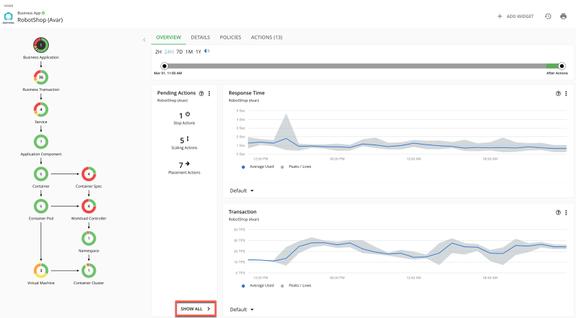 HOME
Business App
RobotShop (Avar)
ADD WIDGET
OVERVIEW
DETAILS
POLICIES
ACTIONS (13)
2H 24H 7D 1M 1Y
Mar 31, 11:00 AM
After Actions
Business Application
Business Transaction
Service
Application Component
Container
Container Spec
Container Pod
Workload Controller
Namespace
Virtual Machine
Container Cluster
Pending Actions
RobotShop (Avar)
1
Stop Actions
5
Scaling Actions
7
Placement Actions
SHOW ALL
Response Time
RobotShop (Avar)
Average Used
Peaks / Lows
Default
Transaction
RobotShop (Avar)
Average Used
Peaks / Lows
Default